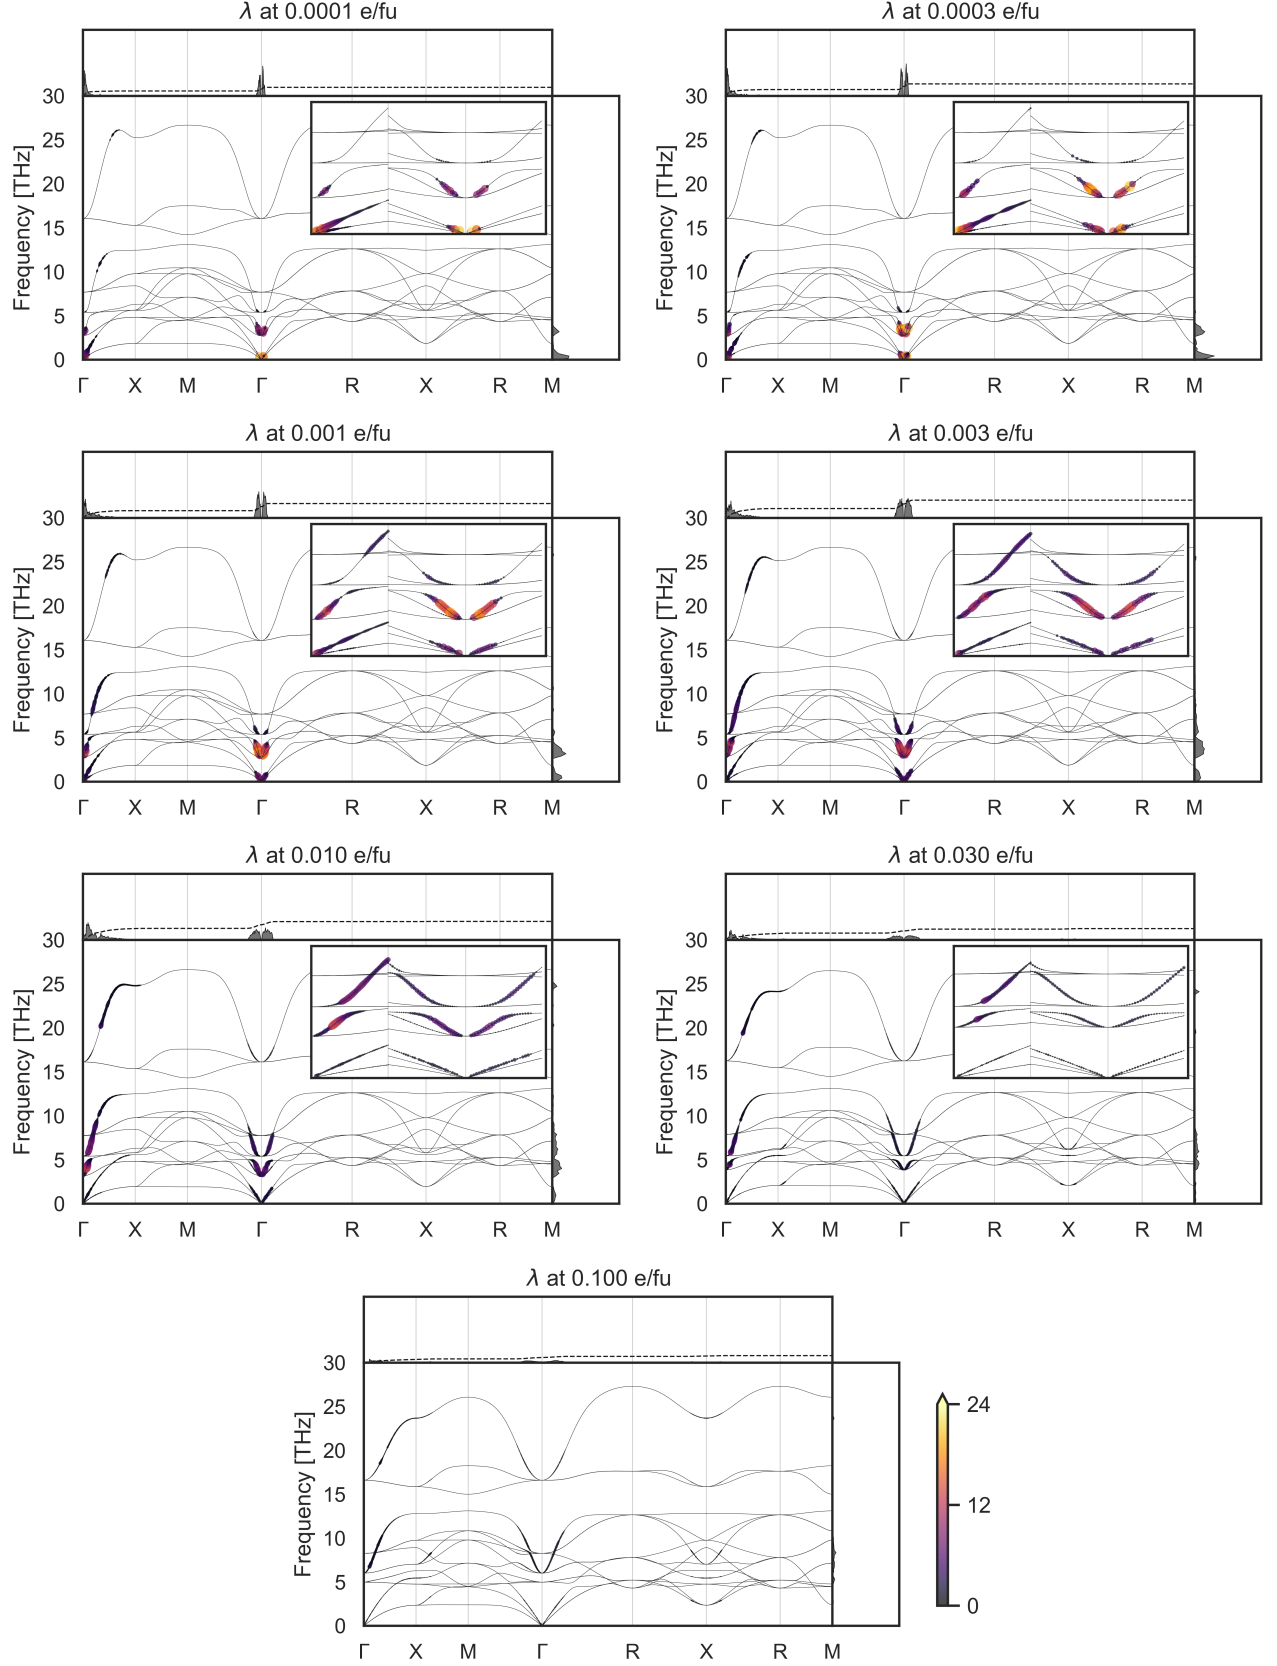 λ at 0.0001 e/fu
Frequency [THz]
30
25
20
15
10
5
0
Γ X M Γ R X R M
λ at 0.0003 e/fu
Frequency [THz]
30
25
20
15
10
5
0
Γ X M Γ R X R M
λ at 0.001 e/fu
Frequency [THz]
30
25
20
15
10
5
0
Γ X M Γ R X R M
λ at 0.003 e/fu
Frequency [THz]
30
25
20
15
10
5
0
Γ X M Γ R X R M
λ at 0.010 e/fu
Frequency [THz]
30
25
20
15
10
5
0
Γ X M Γ R X R M
λ at 0.030 e/fu
Frequency [THz]
30
25
20
15
10
5
0
Γ X M Γ R X R M
λ at 0.100 e/fu
Frequency [THz]
30
25
20
15
10
5
0
Γ X M Γ R X R M
24
12
0